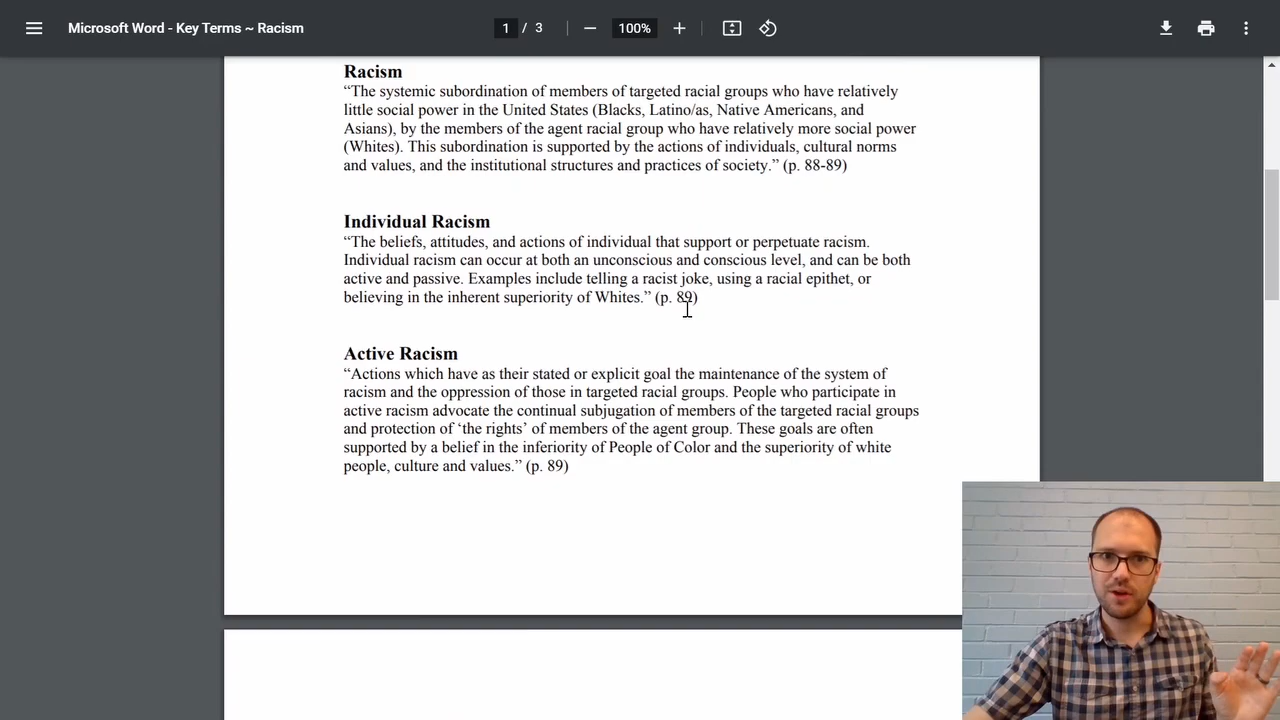 Microsoft Word - Key Terms ~ Racism
1 / 3
100%
Racism
“The systemic subordination of members of targeted racial groups who have relatively
little social power in the United States (Blacks, Latino/as, Native Americans, and
Asians), by the members of the agent racial group who have relatively more social power
(Whites). This subordination is supported by the actions of individuals, cultural norms
and values, and the institutional structures and practices of society.” (p. 88-89)
Individual Racism
“The beliefs, attitudes, and actions of individual that support or perpetuate racism.
Individual racism can occur at both an unconscious and conscious level, and can be both
active and passive. Examples include telling a racist joke, using a racial epithet, or
believing in the inherent superiority of Whites.” (p. 89)
Active Racism
“Actions which have as their stated or explicit goal the maintenance of the system of
racism and the oppression of those in targeted racial groups. People who participate in
active racism advocate the continual subjugation of members of the targeted racial groups
and protection of ‘the rights’ of members of the agent group. These goals are often
supported by a belief in the inferiority of People of Color and the superiority of white
people, culture and values.” (p. 89)